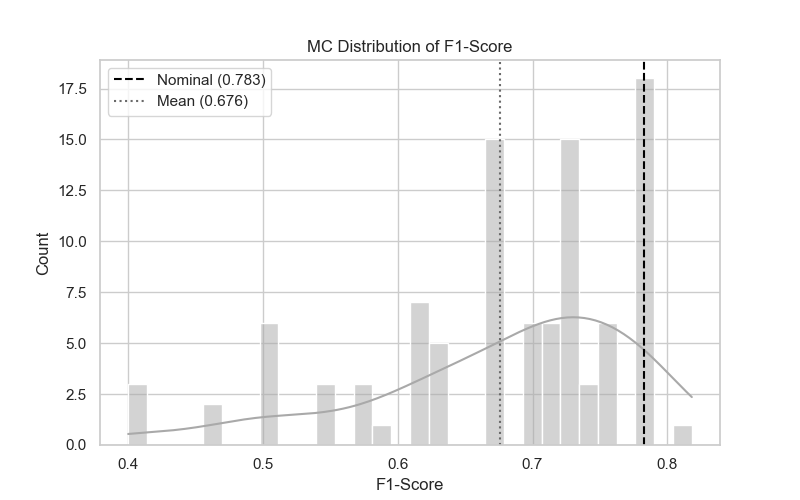 MC Distribution of F1-Score
Nominal (0.783)
Mean (0.676)
17.5
15.0
12.5
10.0
7.5
5.0
2.5
0.0
Count
0.4 0.5 0.6 0.7 0.8
F1-Score